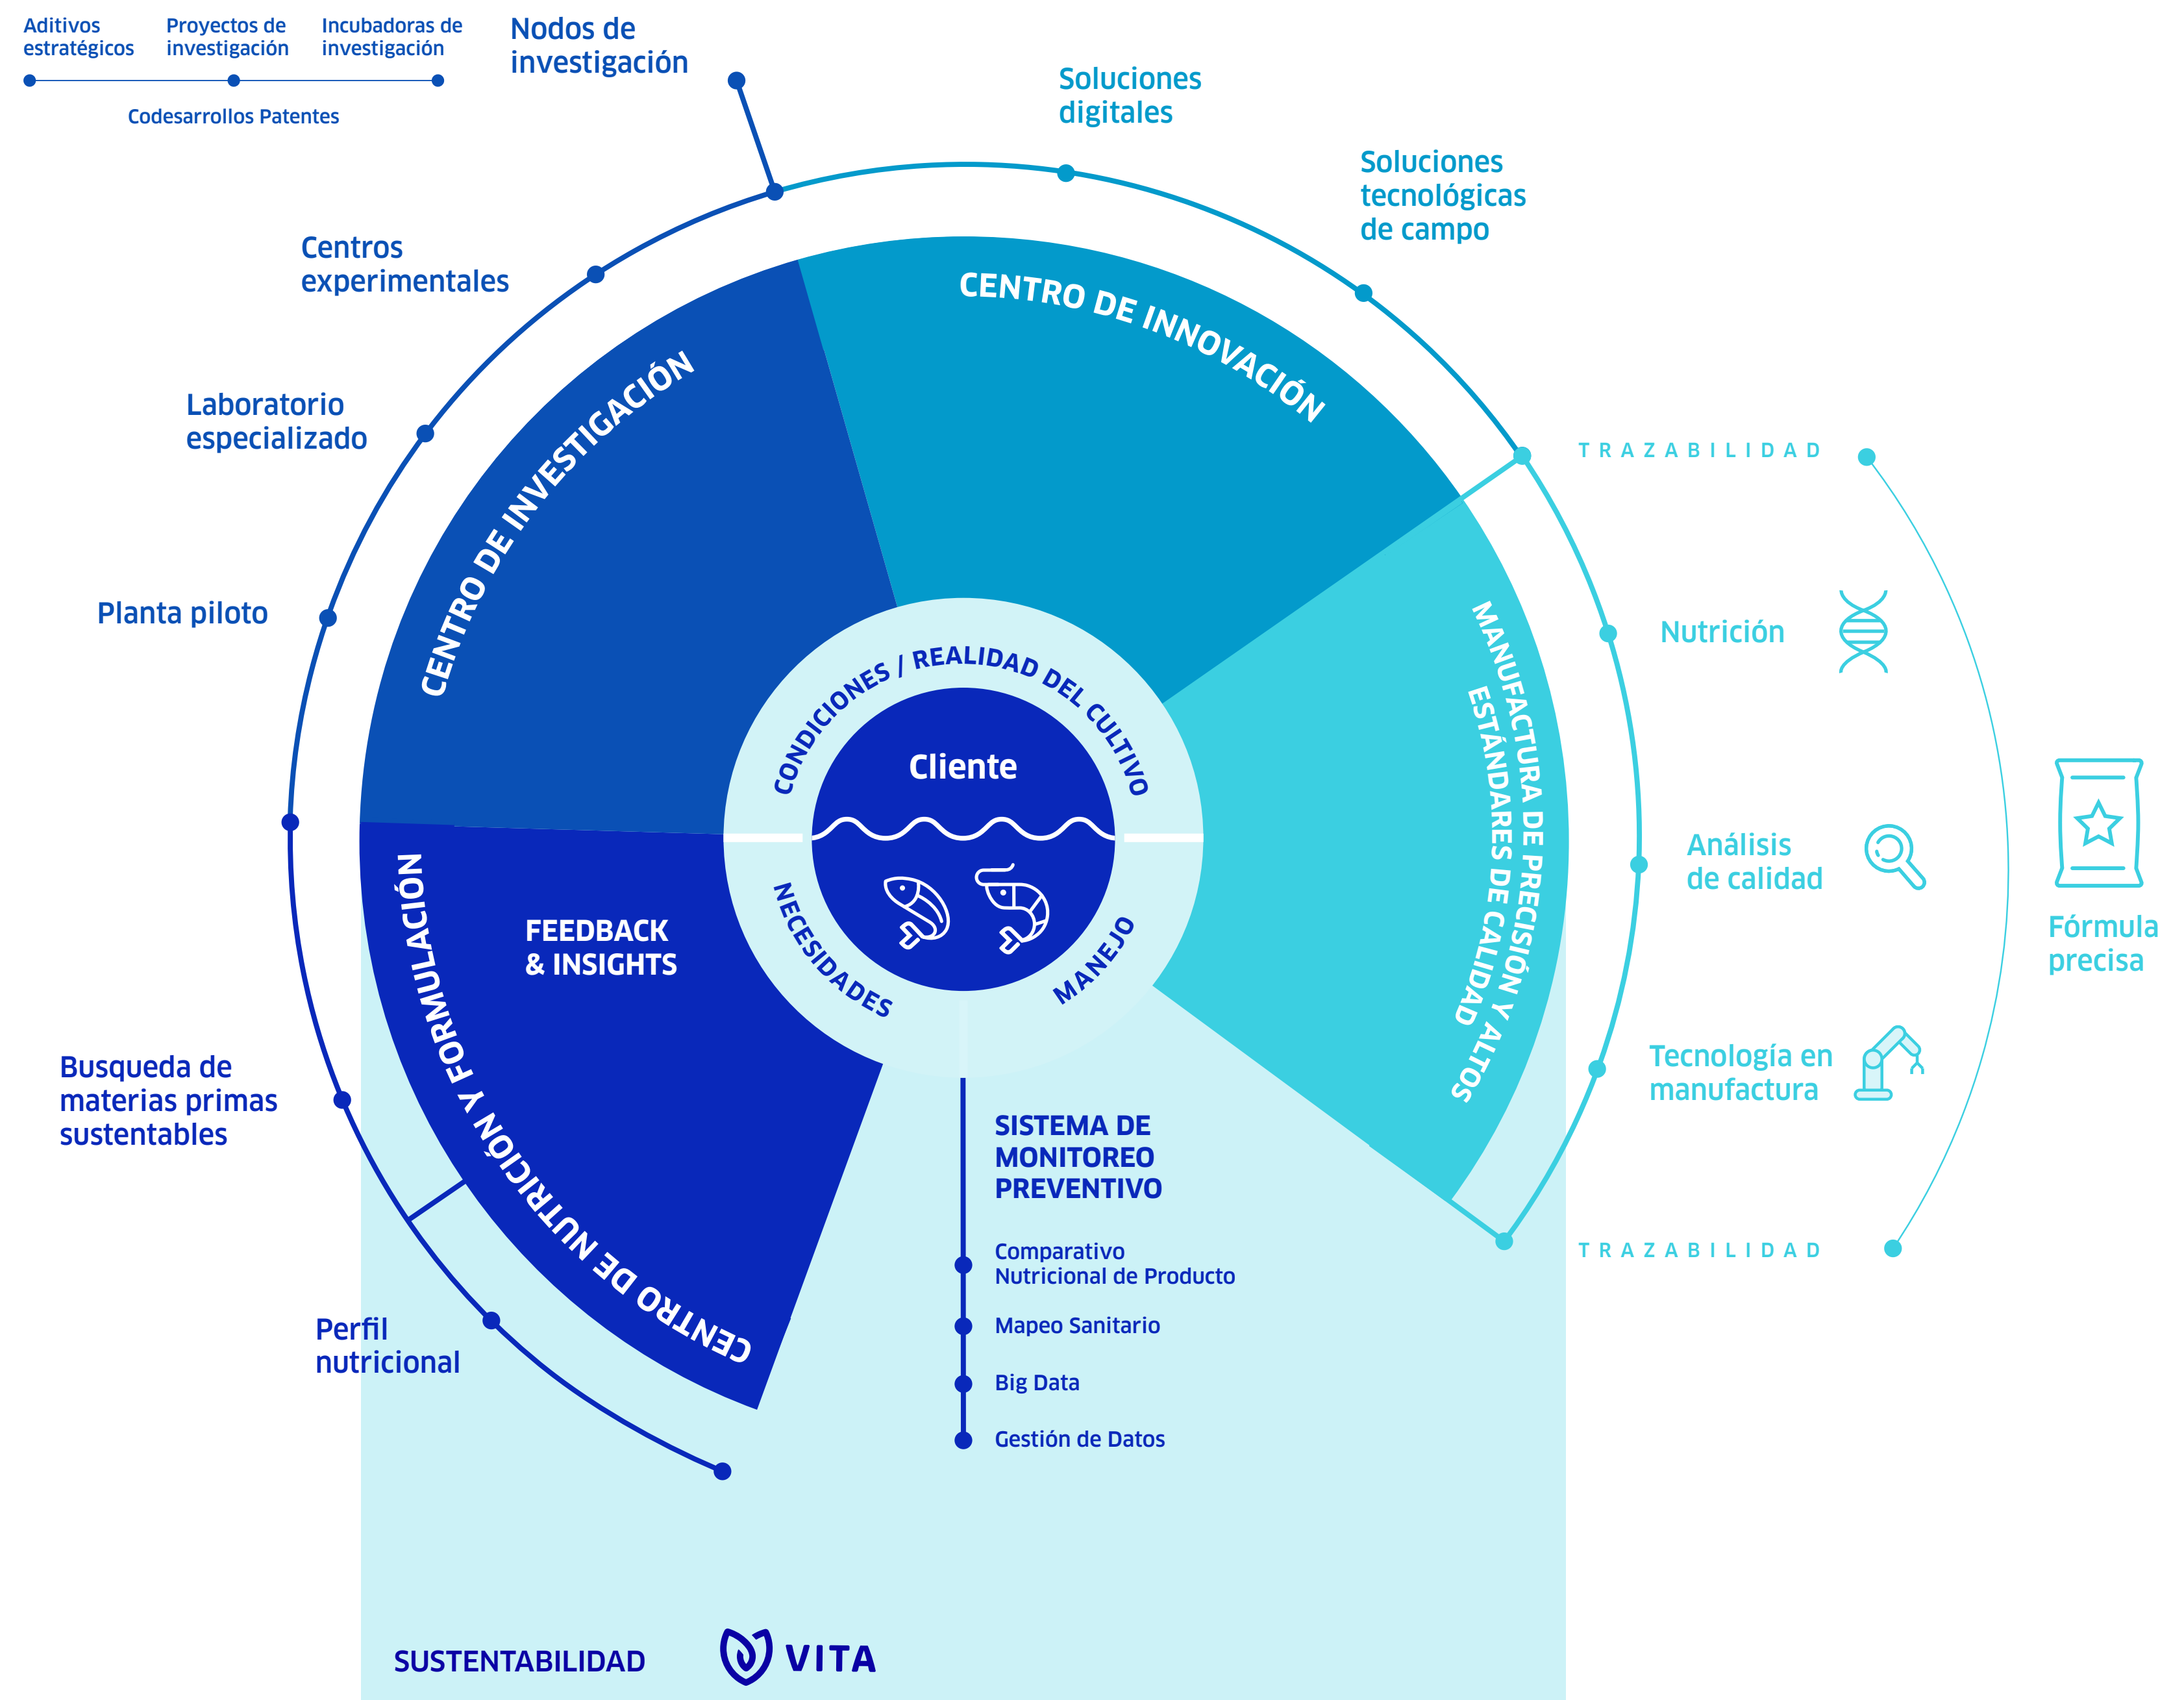 Aditivos
estratégicos
Proyectos de
investigación
Incubadoras de
investigación
Codesarrollos Patentes
Nodos de
investigación
Soluciones
digitales
Soluciones
tecnológicas
de campo
Centros
experimentales
Laboratorio
especializado
Planta piloto
Busqueda de
materias primas
sustentables
Perfil
nutricional
CENTRO DE INVESTIGACIÓN
CENTRO DE INNOVACIÓN
MANUFACTURA DE PRECISIÓN Y ALTOS
ESTÁNDARES DE CALIDAD
CENTRO DE NUTRICIÓN Y FORMULACIÓN
FEEDBACK
& INSIGHTS
CONDICIONES / REALIDAD DEL CULTIVO
Cliente
NECESIDADES
MANEJO
SISTEMA DE
MONITOREO
PREVENTIVO
Comparativo
Nutricional de Producto
Mapeo Sanitario
Big Data
Gestión de Datos
TRAZABILIDAD
Nutrición
Análisis
de calidad
Tecnología en
manufactura
TRAZABILIDAD
Fórmula
precisa
SUSTENTABILIDAD
VITA